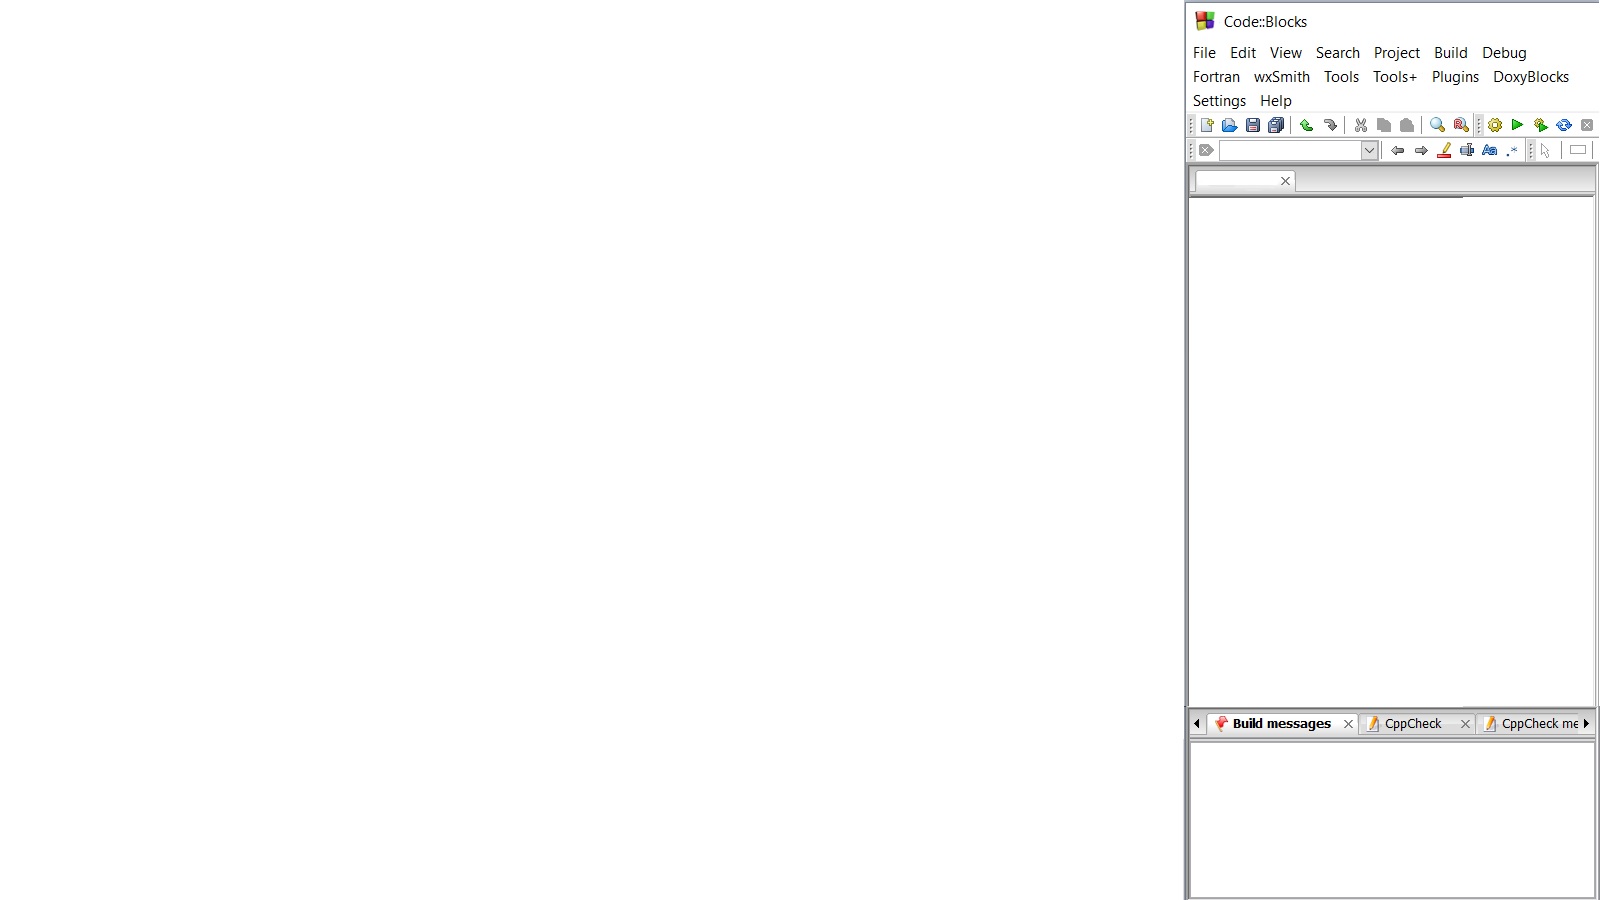 Code::Blocks
File Edit View Search Project Build Debug
Fortran wxSmith Tools Tools+ Plugins DoxyBlocks
Settings Help
Build messages CppCheck CppCheck me